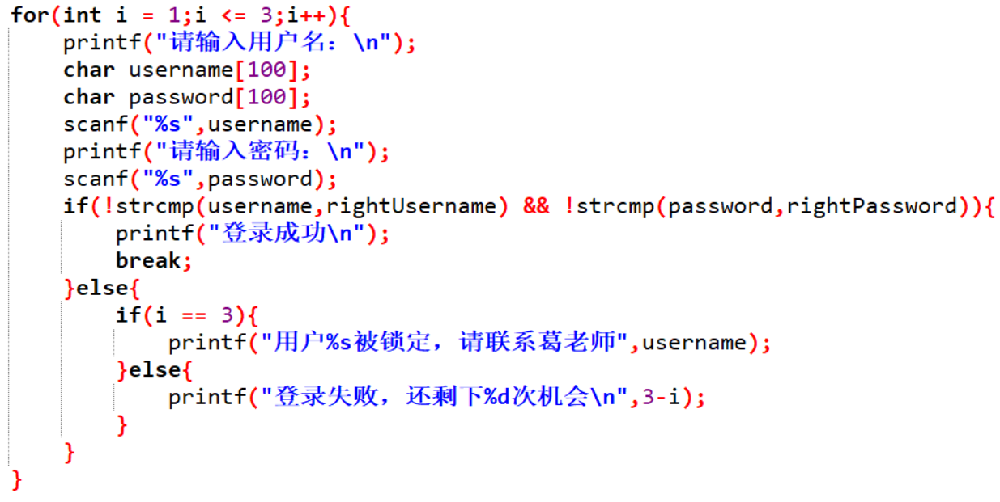 for(int i = 1;i <= 3;i++){
    printf("请输入用户名：\n");
    char username[100];
    char password[100];
    scanf("%s",username);
    printf("请输入密码：\n");
    scanf("%s",password);
    if(!strcmp(username,rightUsername) && !strcmp(password,rightPassword)){
        printf("登录成功\n");
        break;
    }else{
        if(i == 3){
            printf("用户%s被锁定，请联系葛老师",username);
        }else{
            printf("登录失败，还剩下%d次机会\n",3-i);
        }
    }
}